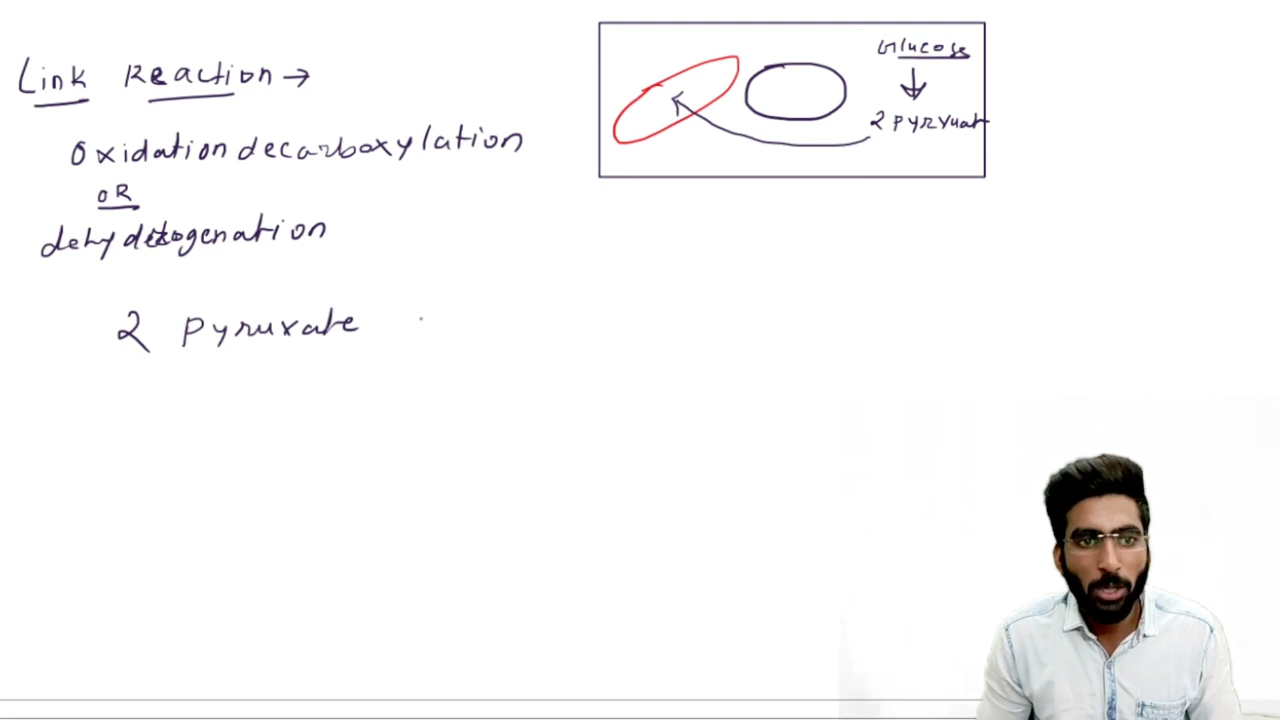 Link Reaction →
Oxidation decarboxylation
OR
dehydrogenation
2 Pyruvate
Glucose
↓
2 Pyruvate